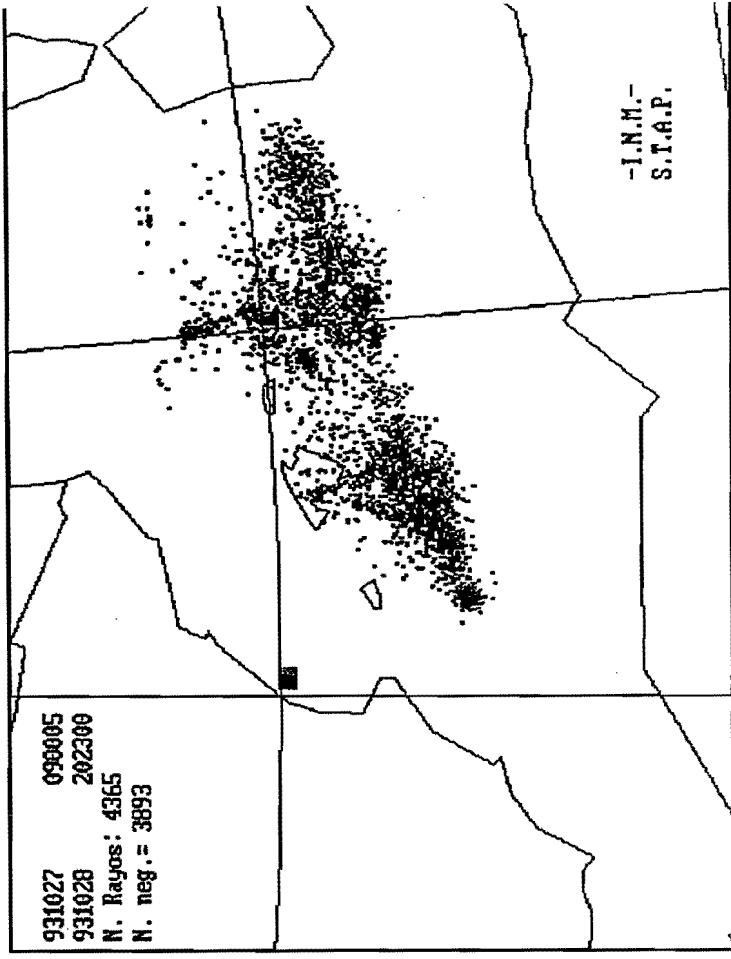 931027 090005
931028 202300
N. Rayos: 4365
N. neg.= 3893
-I.N.M.-
S.T.A.P.